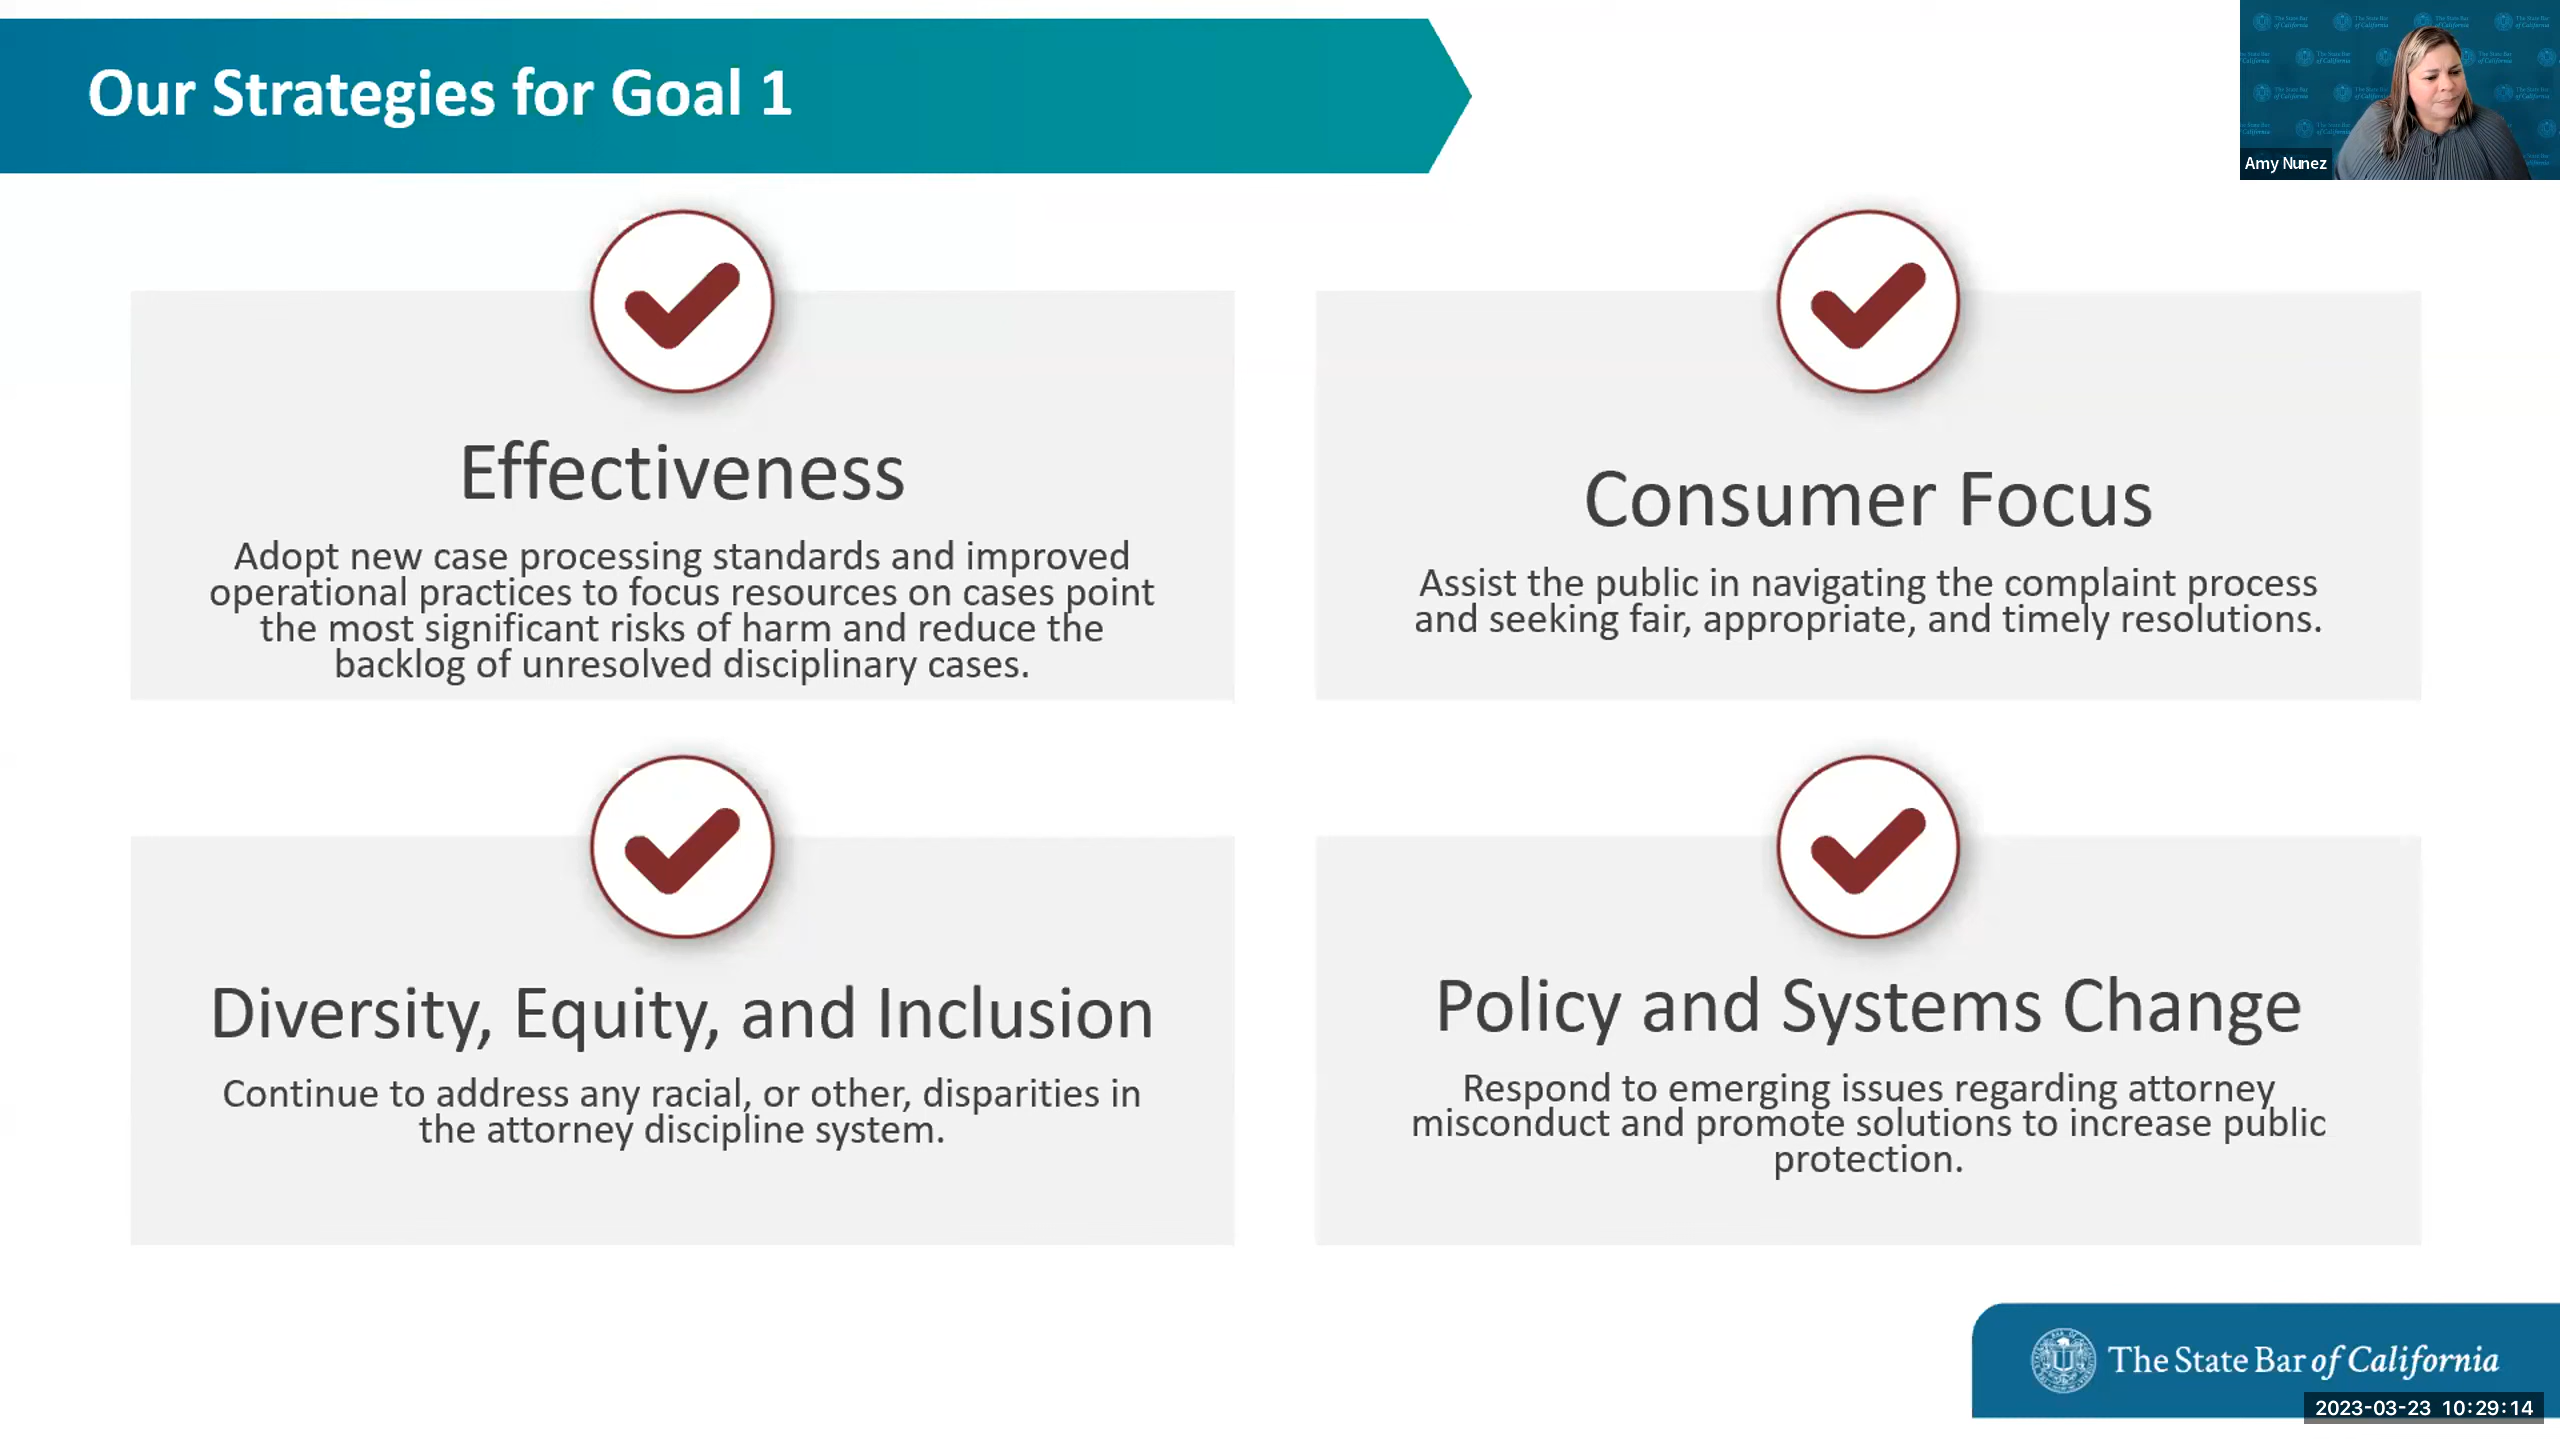 Our Strategies for Goal 1
Amy Nunez
Effectiveness
Adopt new case processing standards and improved
operational practices to focus resources on cases point
the most significant risks of harm and reduce the
backlog of unresolved disciplinary cases.
Consumer Focus
Assist the public in navigating the complaint process
and seeking fair, appropriate, and timely resolutions.
Diversity, Equity, and Inclusion
Continue to address any racial, or other, disparities in
the attorney discipline system.
Policy and Systems Change
Respond to emerging issues regarding attorney
misconduct and promote solutions to increase public
protection.
The State Bar of California
2023-03-23 10:29:14